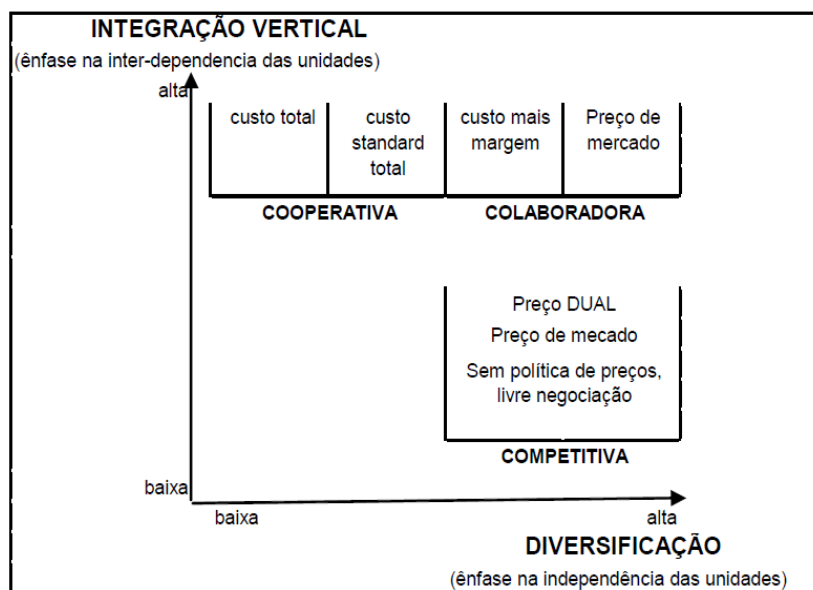 INTEGRAÇÃO VERTICAL
(ênfase na inter-dependencia das unidades)
alta
custo total
custo
standard
total
custo mais
margem
Preço de
mercado
COOPERATIVA
COLABORADORA
Preço DUAL
Preço de mecado
Sem política de preços,
livre negociação
COMPETITIVA
baixa
baixa
alta
DIVERSIFICAÇÃO
(ênfase na independência das unidades)